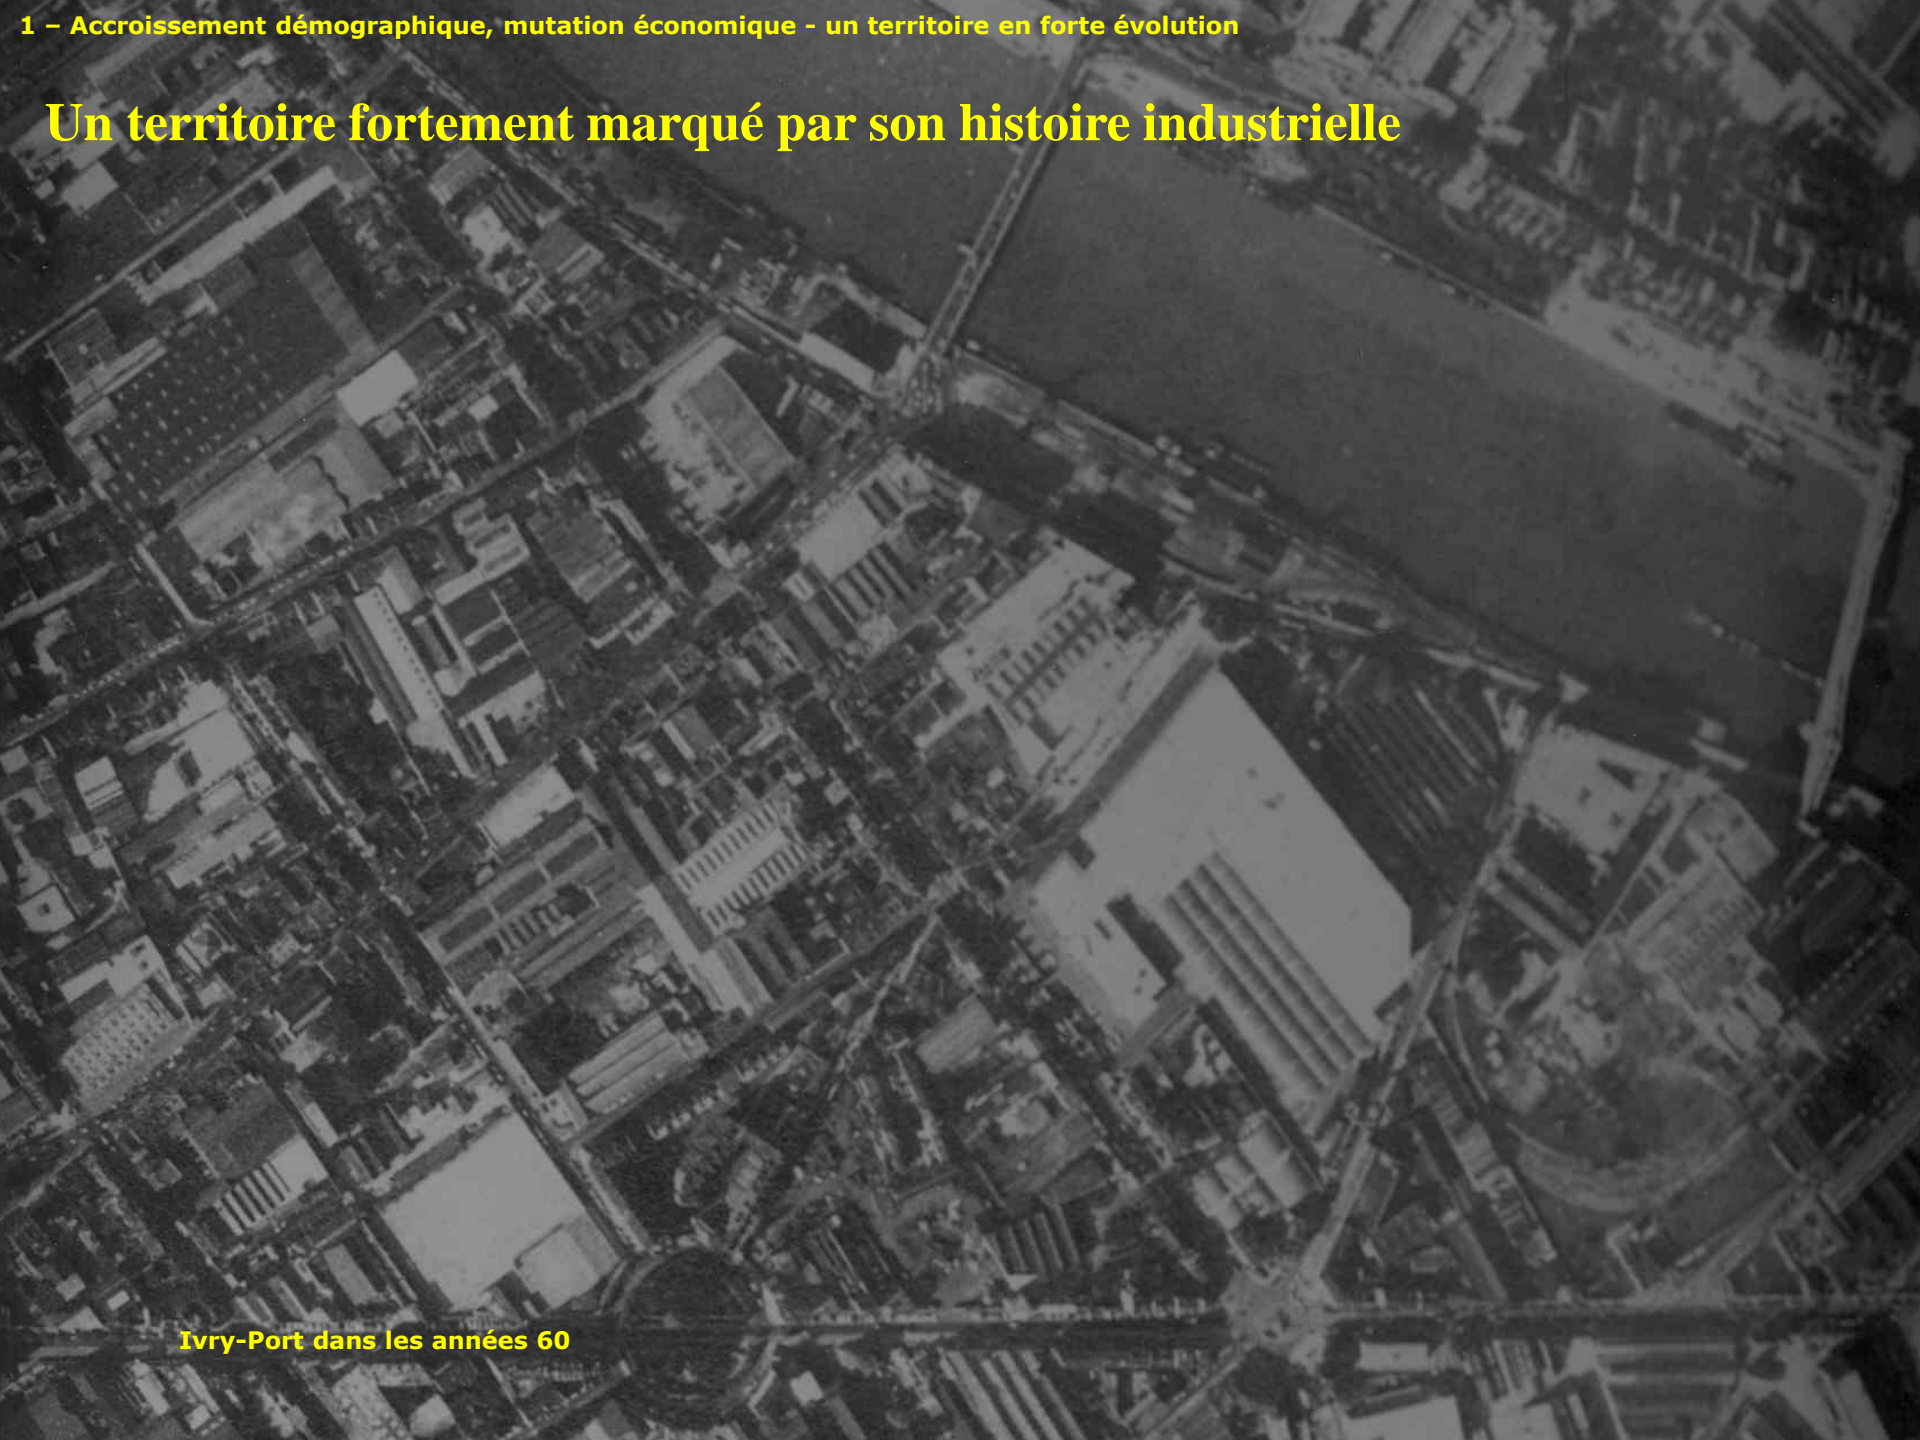 1 – Accroissement démographique, mutation économique - un territoire en forte évolution
Un territoire fortement marqué par son histoire industrielle
Ivry-Port dans les années 60